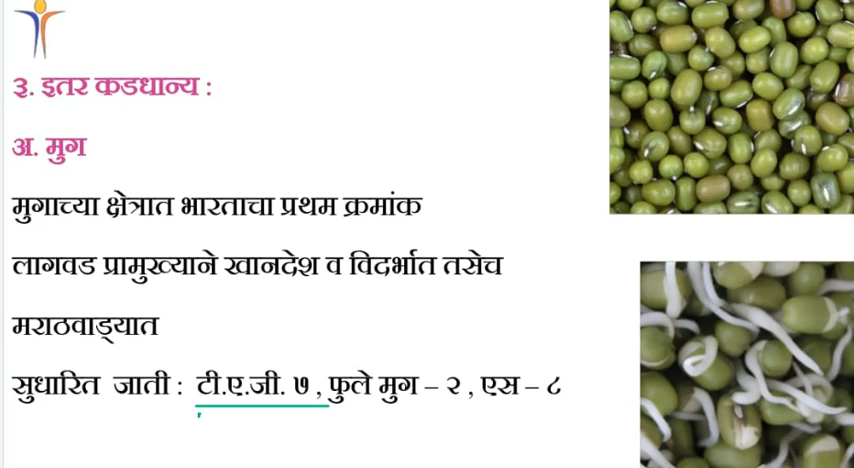 ३. इतर कडधान्य :
अ. मुग
मुगाच्या क्षेत्रात भारताचा प्रथम क्रमांक
लागवड प्रामुख्याने खानदेश व विदर्भात तसेच
मराठवाड्यात
सुधारित जाती : टी.ए.जी. ७ , फुले मुग – २ , एस – ८